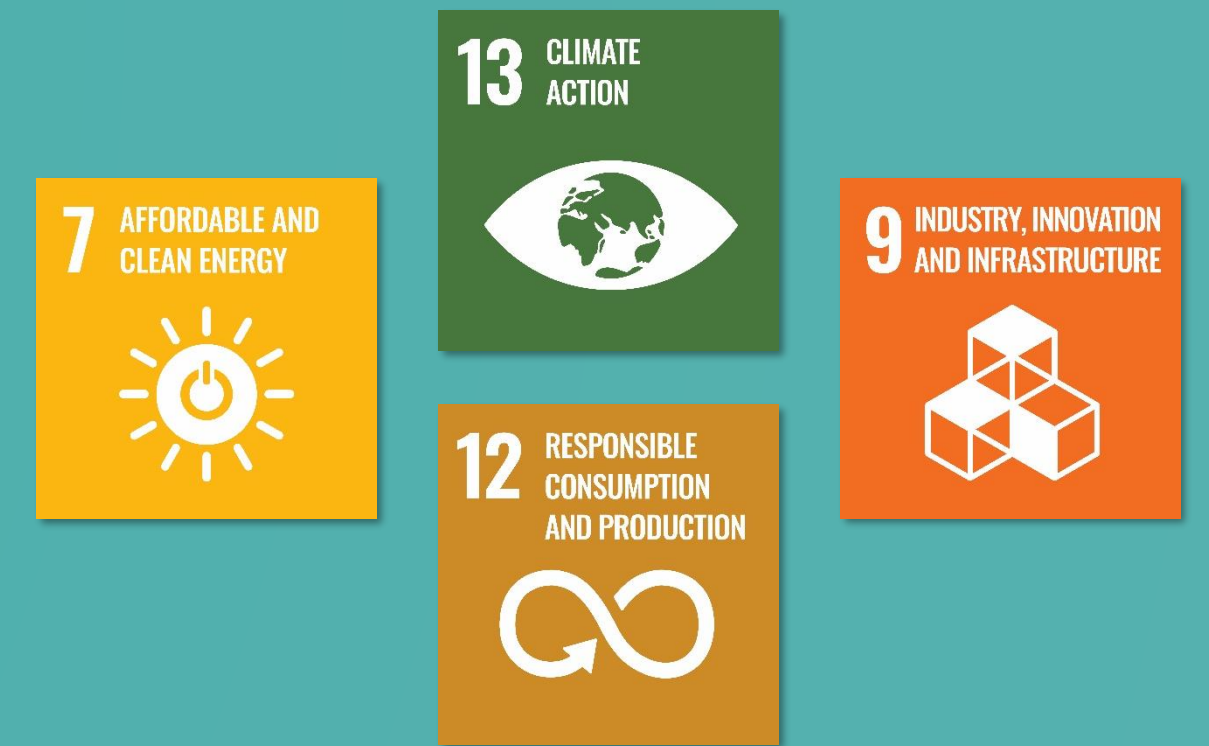 13 CLIMATE
ACTION
7 AFFORDABLE AND
CLEAN ENERGY
9 INDUSTRY, INNOVATION
AND INFRASTRUCTURE
12 RESPONSIBLE
CONSUMPTION
AND PRODUCTION